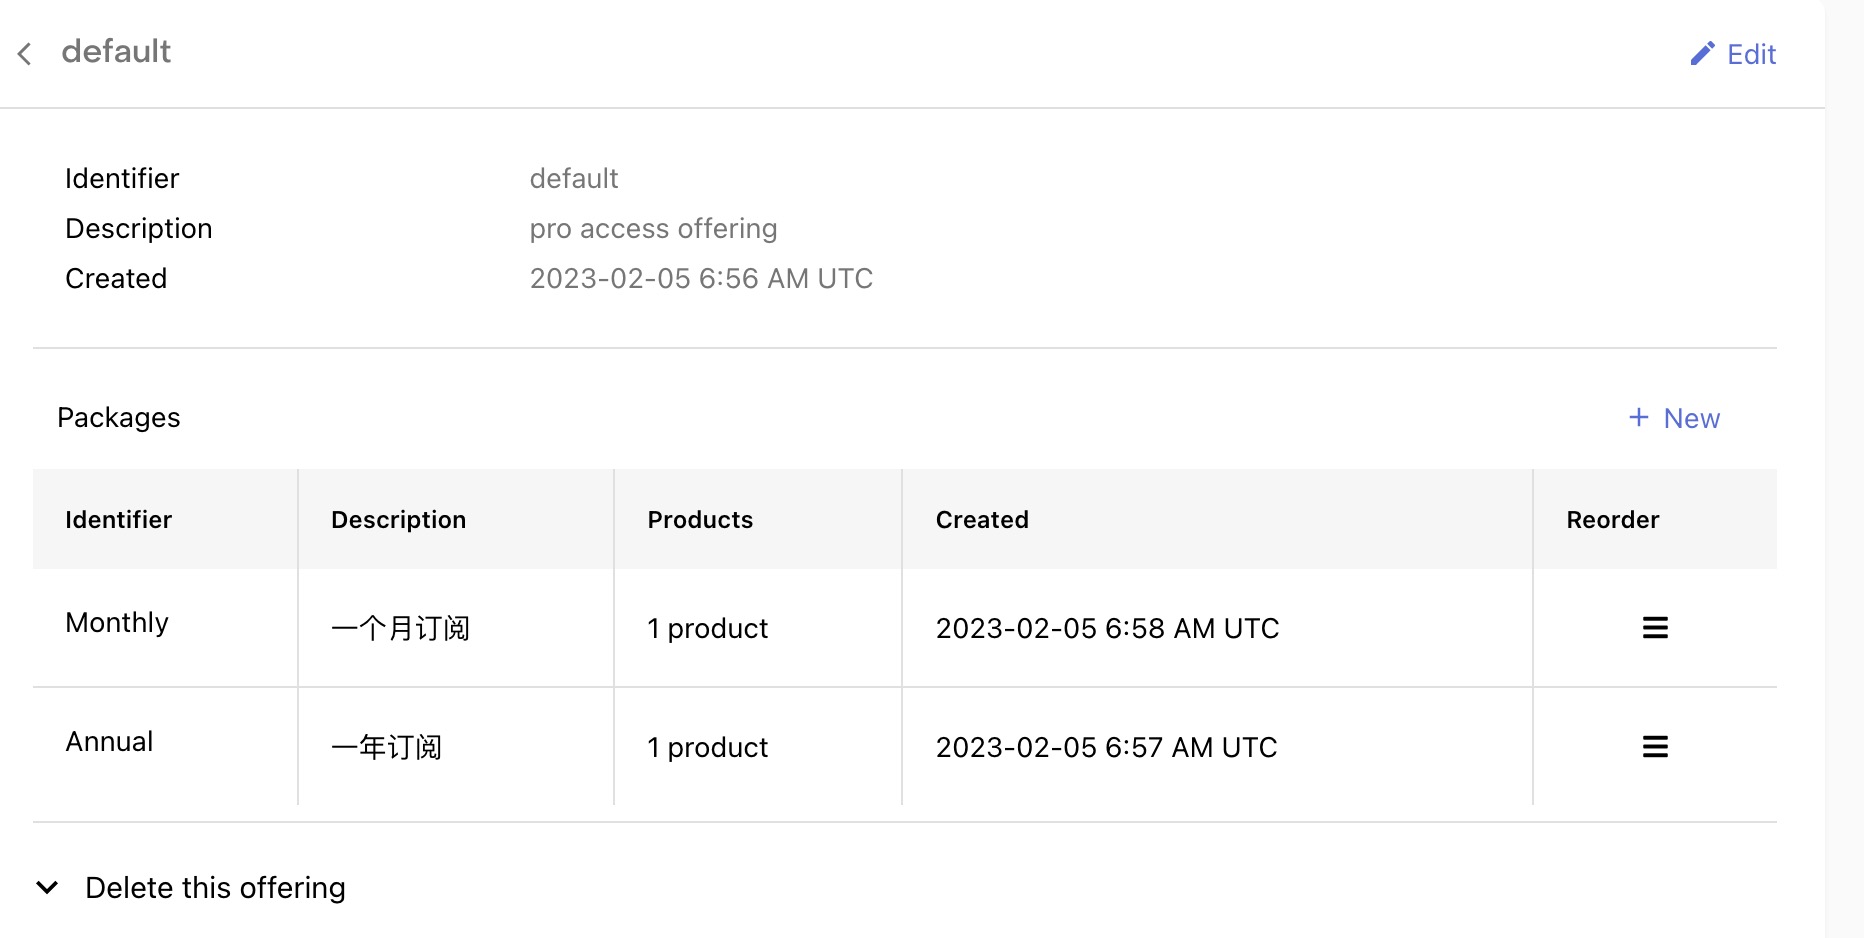 default
Edit
Identifier default
Description pro access offering
Created 2023-02-05 6:56 AM UTC
Packages
+ New
Identifier Description Products Created Reorder
Monthly 一个月订阅 1 product 2023-02-05 6:58 AM UTC
Annual 一年订阅 1 product 2023-02-05 6:57 AM UTC
Delete this offering